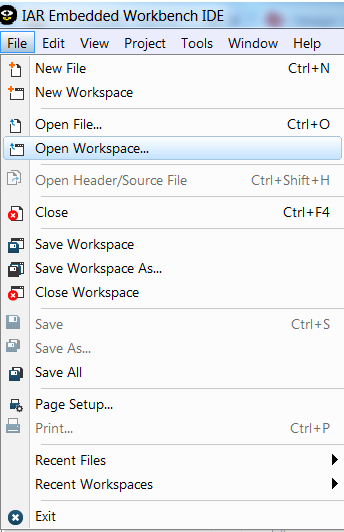 IAR Embedded Workbench IDE
File Edit View Project Tools Window Help
New File Ctrl+N
New Workspace
Open File... Ctrl+O
Open Workspace...
Open Header/Source File Ctrl+Shift+H
Close Ctrl+F4
Save Workspace
Save Workspace As...
Close Workspace
Save Ctrl+S
Save As...
Save All
Page Setup...
Print... Ctrl+P
Recent Files
Recent Workspaces
Exit